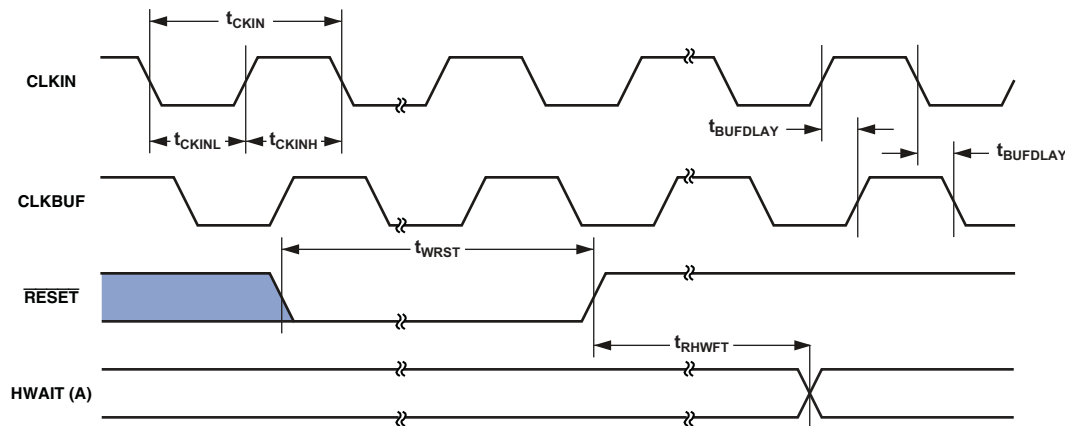 tCKIN
CLKIN
tCKINL
tCKINH
tBUFDLAY
tBUFDLAY
CLKBUF
tWRST
RESET
tRHWFT
HWAIT (A)